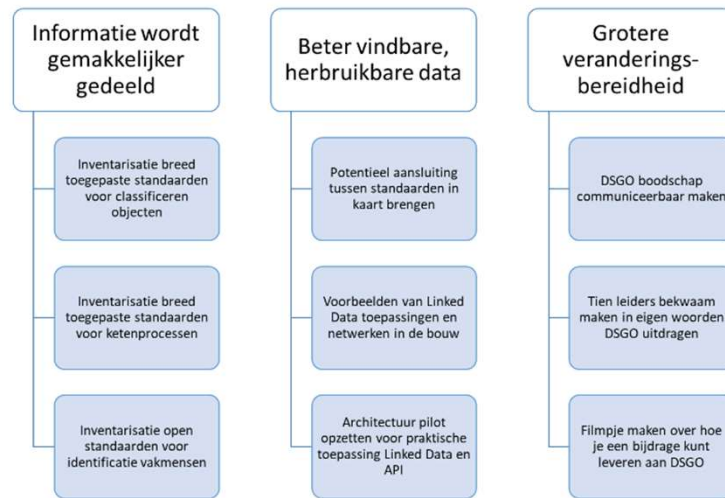 Informatie wordt
gemakkelijker
gedeeld
Inventarisatie breed
toegepaste standaarden
voor classificeren
objecten
Inventarisatie breed
toegepaste standaarden
voor ketenprocessen
Inventarisatie open
standaarden voor
identificatie vakmensen
Beter vindbare,
herbruikbare data
Potentieel aansluiting
tussen standaarden in
kaart brengen
Voorbeelden van Linked
Data toepassingen en
netwerken in de bouw
Architectuur pilot
opzetten voor praktische
toepassing Linked Data en
API
Grotere
veranderings-
bereidheid
DSGO boodschap
communiceerbaar maken
Tien leiders bekwaam
maken in eigen woorden
DSGO uitdragen
Filmpje maken over hoe
je een bijdrage kunt
leveren aan DSGO